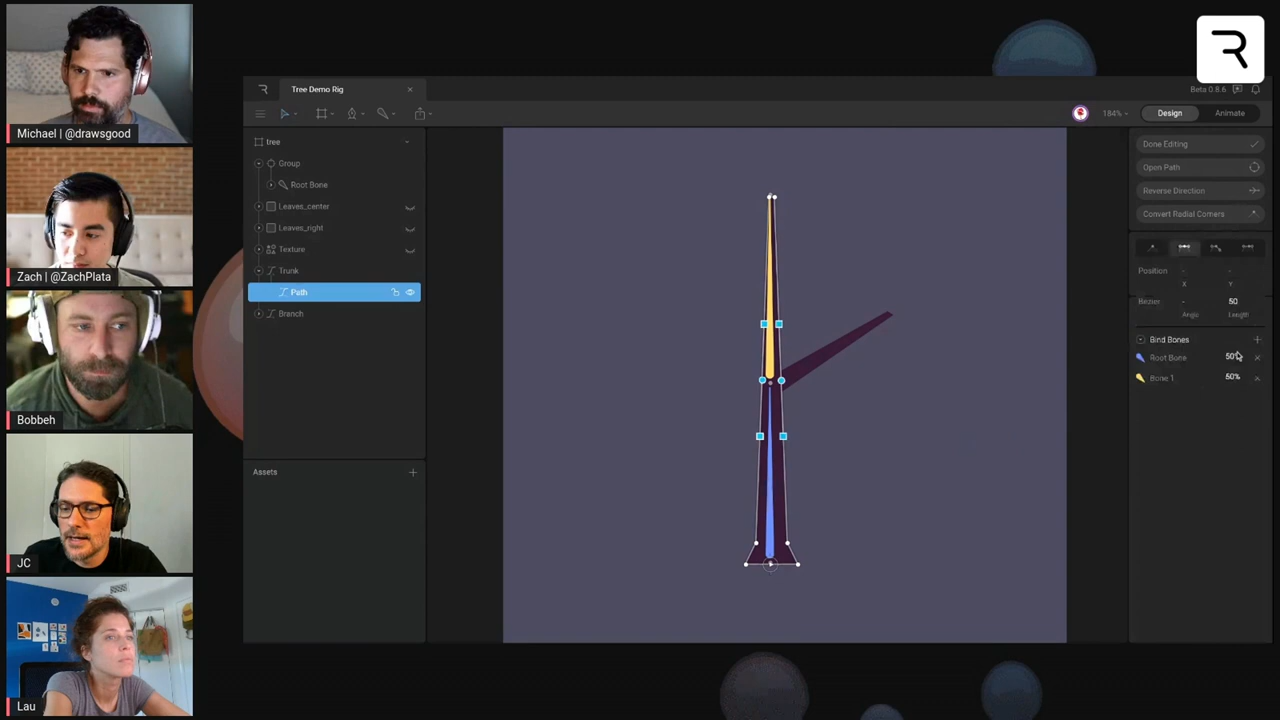 Michael | @drawsgood
Zach | @ZachPlata
Bobbeh
JC
Lau
R
Tree Demo Rig
Beta 0.8.6
184%
Design
Animate
tree
Group
Root Bone
Leaves_center
Leaves_right
Texture
Trunk
Path
Branch
Assets
Done Editing
Open Path
Reverse Direction
Convert Radial Corners
Position - -
X Y
Bezier - 50
Angle Length
Bind Bones
Root Bone 50%
Bone 1 50%